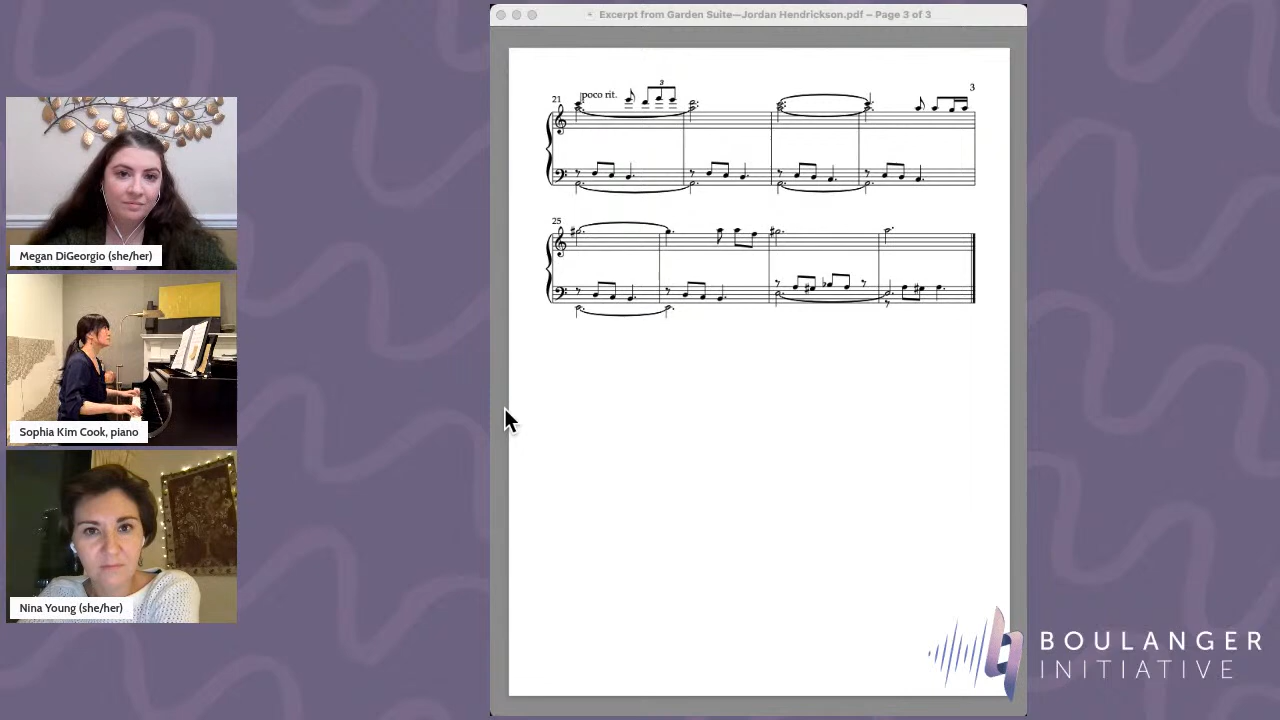 Excerpt from Garden Suite—Jordan Hendrickson.pdf – Page 3 of 3
3
poco rit.
3
21
25
Megan DiGeorgio (she/her)
Sophia Kim Cook, piano
Nina Young (she/her)
BOULANGER
INITIATIVE